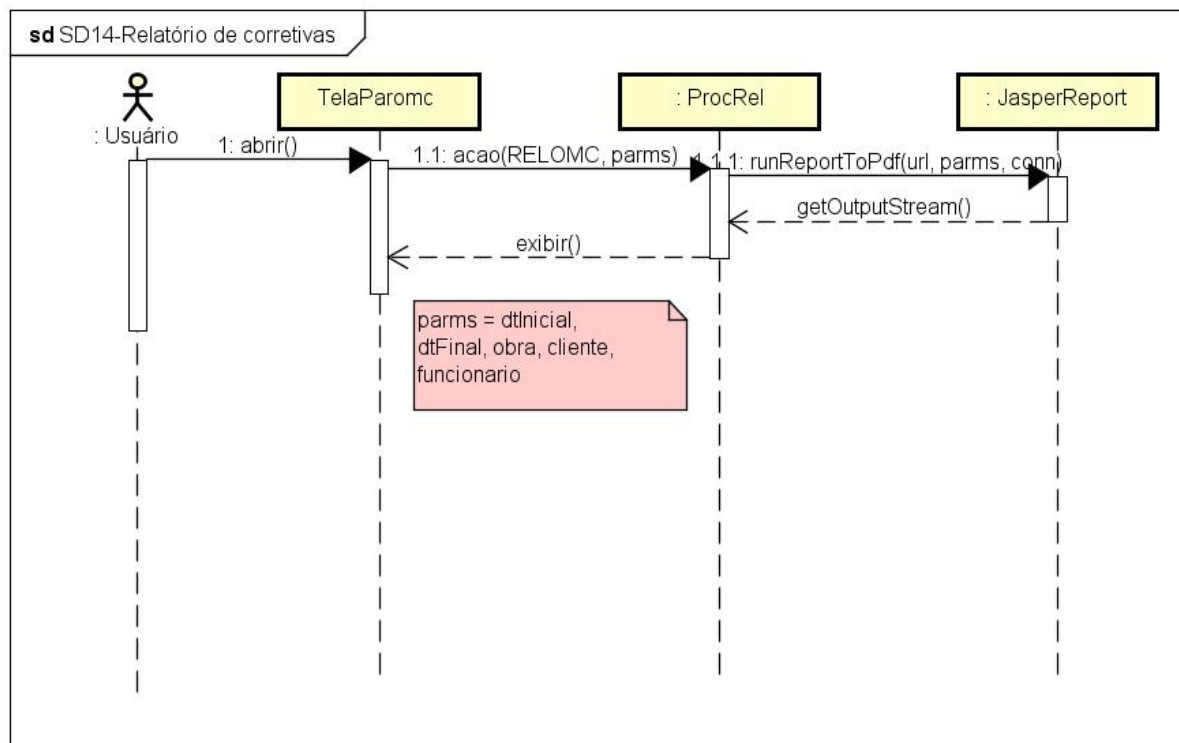 sd SD14-Relatório de corretivas
: Usuário
TelaParomc
: ProcRel
: JasperReport
1: abrir()
1.1: acao(RELOMC, parms)
1.1.1: runReportToPdf(url, parms, conn)
getOutputStream()
exibir()
parms = dtInicial,
dtFinal, obra, cliente,
funcionario